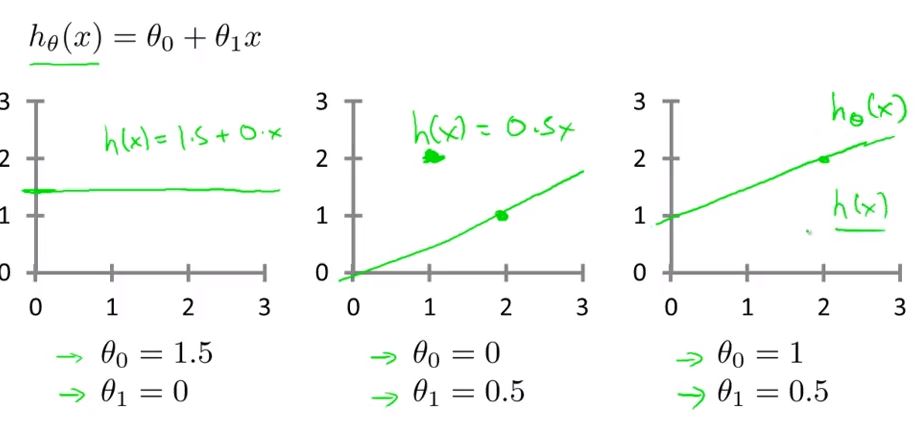 hθ(x) = θ₀ + θ₁x
3
2
1
0
0 1 2 3
h(x) = 1.5 + 0·x
→ θ₀ = 1.5
→ θ₁ = 0
3
2
1
0
0 1 2 3
h(x) = 0.5x
→ θ₀ = 0
→ θ₁ = 0.5
3
2
1
0
0 1 2 3
hθ(x)
h(x)
→ θ₀ = 1
→ θ₁ = 0.5